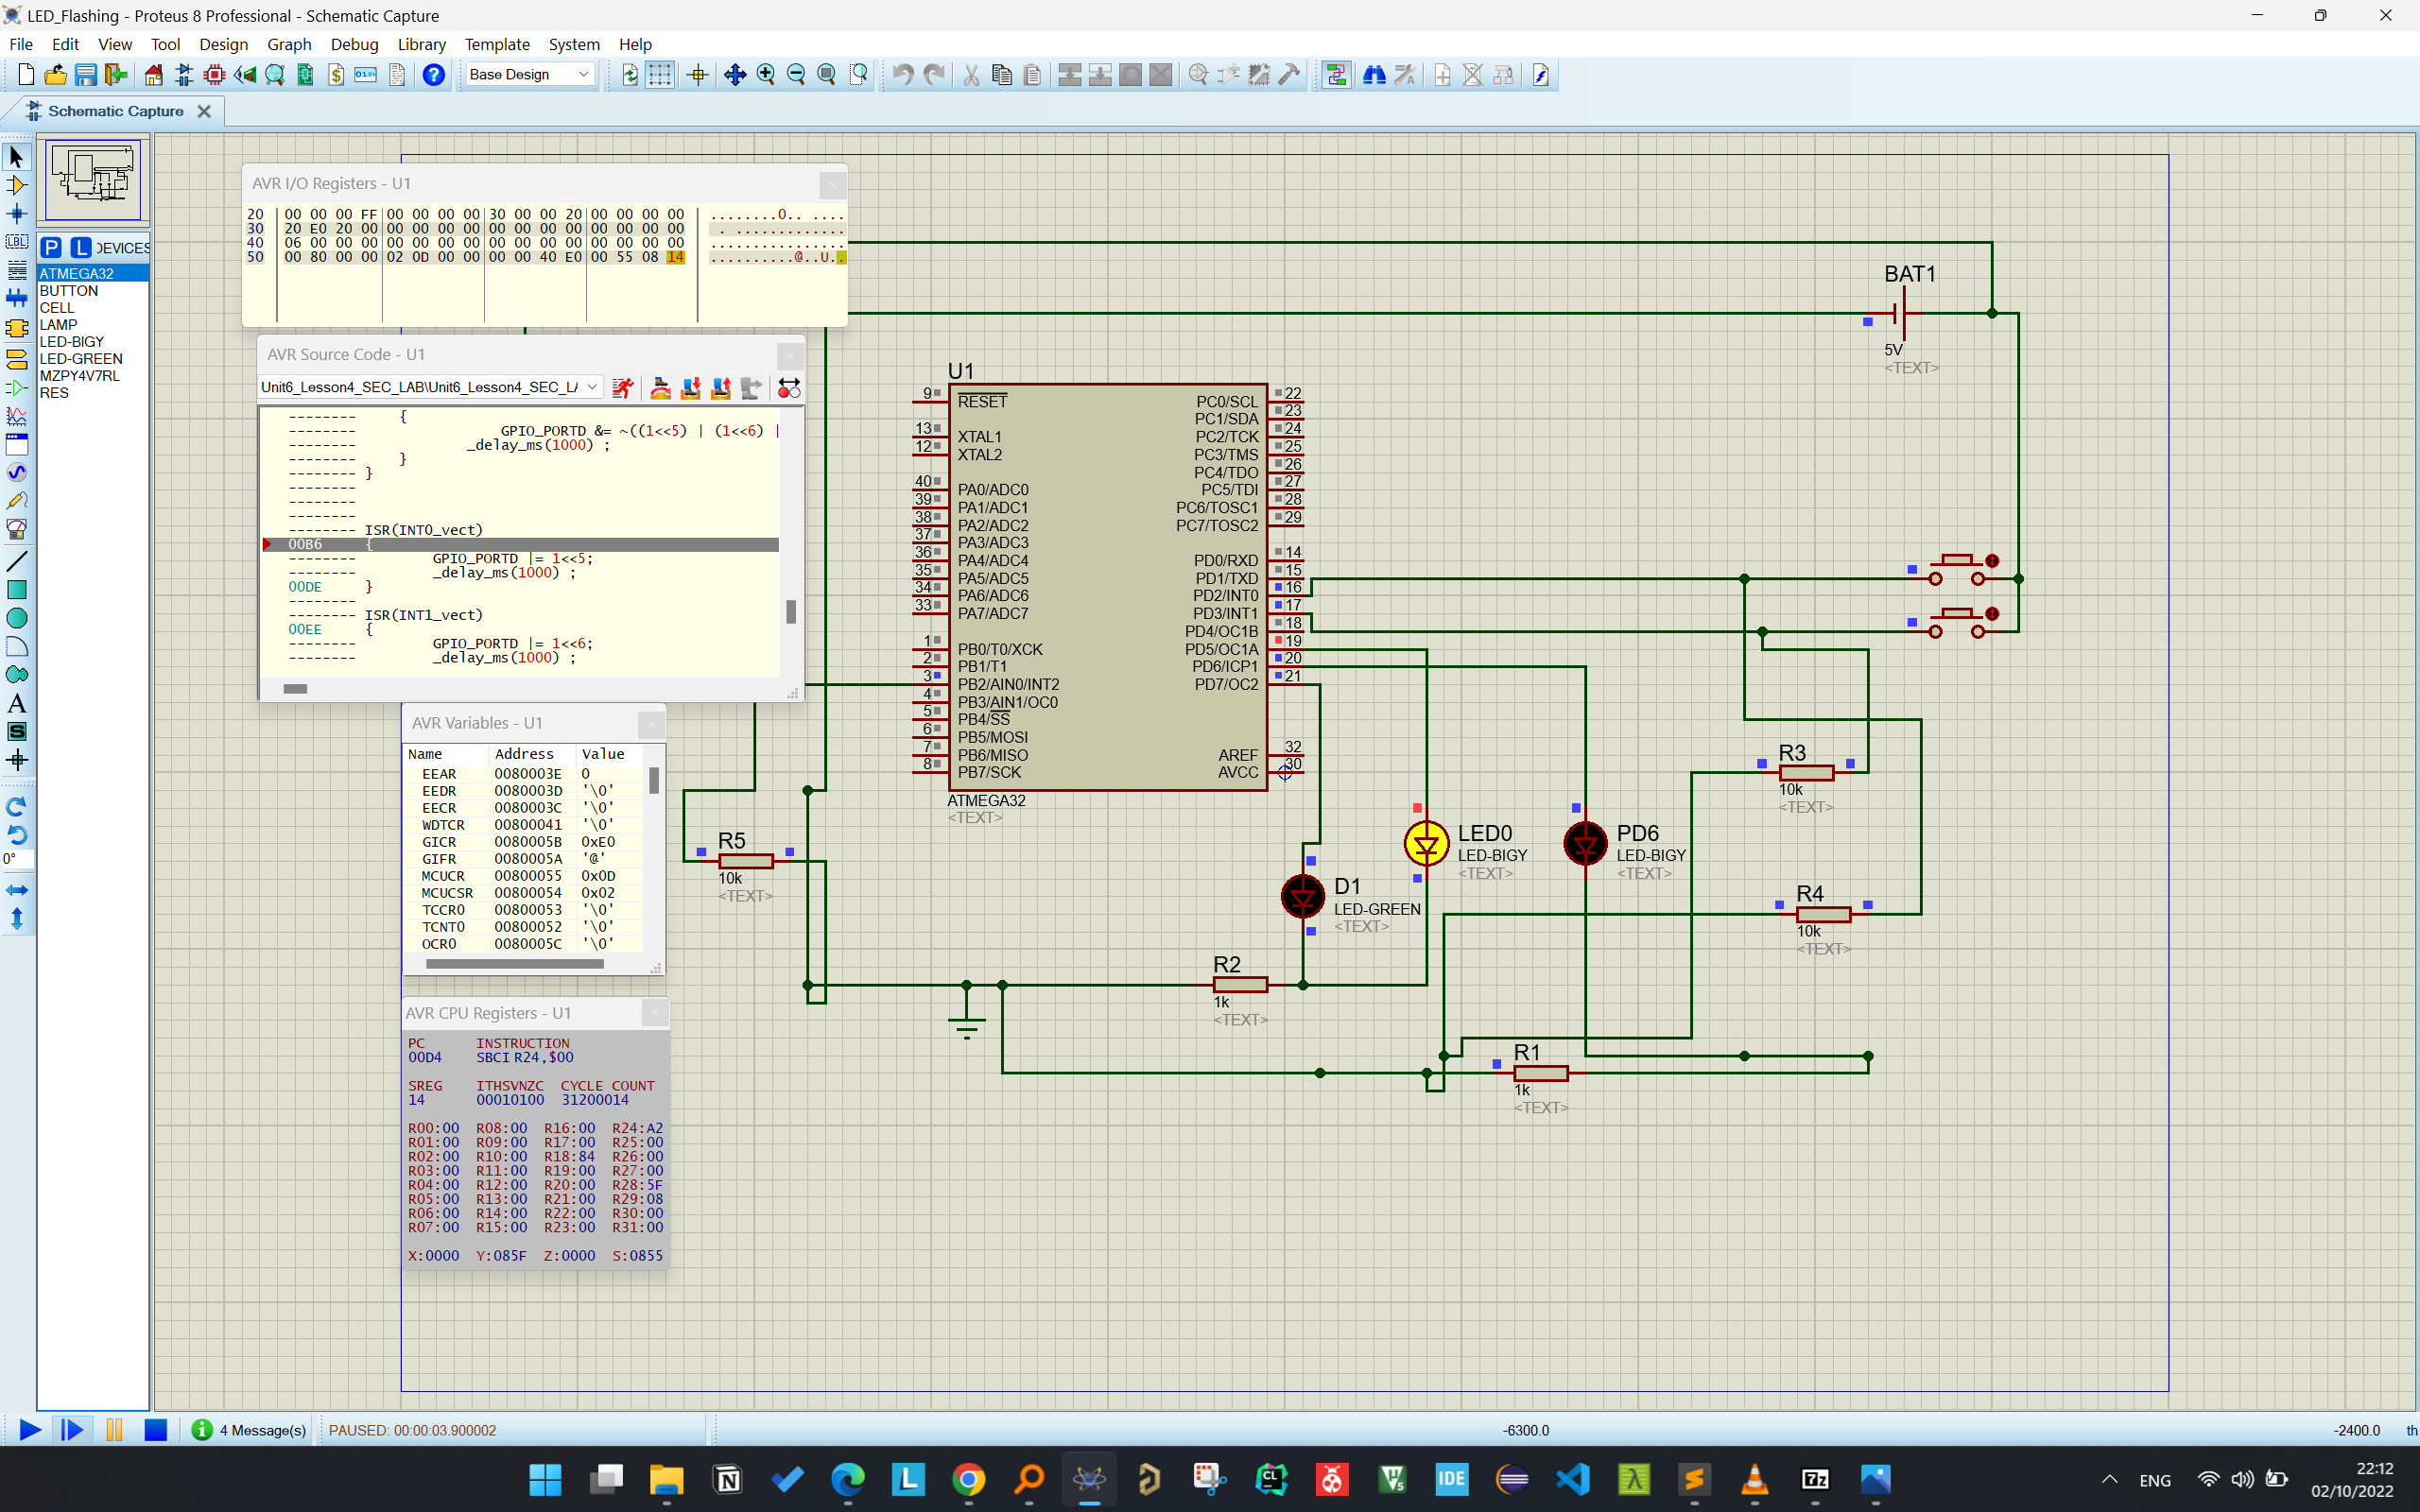 LED_Flashing - Proteus 8 Professional - Schematic Capture
File Edit View Tool Design Graph Debug Library Template System Help
Base Design
Schematic Capture
P L DEVICES
ATMEGA32
BUTTON
CELL
LAMP
LED-BIGY
LED-GREEN
MZPY4V7RL
RES
LBL
A
S
0°
AVR I/O Registers - U1
20 00 00 00 FF 00 00 00 00 30 00 00 20 00 00 00 00 ........0.. ....
30 20 E0 20 00 00 00 00 00 00 00 00 00 00 00 00 00 . .............
40 06 00 00 00 00 00 00 00 00 00 00 00 00 00 00 00 ................
50 00 80 00 00 02 0D 00 00 00 00 40 E0 00 55 08 14 ..........@..U..
AVR Source Code - U1
Unit6_Lesson4_SEC_LAB\Unit6_Lesson4_SEC_LA
-------- {
-------- GPIO_PORTD &= ~((1<<5) | (1<<6) |
-------- _delay_ms(1000) ;
-------- }
-------- }
--------
--------
--------
-------- ISR(INT0_vect)
00B6 {
-------- GPIO_PORTD |= 1<<5;
-------- _delay_ms(1000) ;
00DE }
--------
-------- ISR(INT1_vect)
00EE {
-------- GPIO_PORTD |= 1<<6;
-------- _delay_ms(1000) ;
AVR Variables - U1
Name Address Value
EEAR 0080003E 0
EEDR 0080003D '\0'
EECR 0080003C '\0'
WDTCR 00800041 '\0'
GICR 0080005B 0xE0
GIFR 0080005A '@'
MCUCR 00800055 0x0D
MCUCSR 00800054 0x02
TCCR0 00800053 '\0'
TCNT0 00800052 '\0'
OCR0 0080005C '\0'
AVR CPU Registers - U1
PC INSTRUCTION
00D4 SBCI R24,$00
SREG ITHSVNZC CYCLE COUNT
14 00010100 31200014
R00:00 R08:00 R16:00 R24:A2
R01:00 R09:00 R17:00 R25:00
R02:00 R10:00 R18:84 R26:00
R03:00 R11:00 R19:00 R27:00
R04:00 R12:00 R20:00 R28:5F
R05:00 R13:00 R21:00 R29:08
R06:00 R14:00 R22:00 R30:00
R07:00 R15:00 R23:00 R31:00
X:0000 Y:085F Z:0000 S:0855
U1
9 RESET PC0/SCL 22
PC1/SDA 23
13 XTAL1 PC2/TCK 24
12 XTAL2 PC3/TMS 25
PC4/TDO 26
40 PA0/ADC0 PC5/TDI 27
39 PA1/ADC1 PC6/TOSC1 28
38 PA2/ADC2 PC7/TOSC2 29
37 PA3/ADC3
36 PA4/ADC4 PD0/RXD 14
35 PA5/ADC5 PD1/TXD 15
34 PA6/ADC6 PD2/INT0 16
33 PA7/ADC7 PD3/INT1 17
PD4/OC1B 18
1 PB0/T0/XCK PD5/OC1A 19
2 PB1/T1 PD6/ICP1 20
3 PB2/AIN0/INT2 PD7/OC2 21
4 PB3/AIN1/OC0
5 PB4/SS
6 PB5/MOSI
7 PB6/MISO AREF 32
8 PB7/SCK AVCC 30
ATMEGA32
<TEXT>
BAT1
5V
<TEXT>
R3
10k
<TEXT>
R4
10k
<TEXT>
R5
10k
<TEXT>
LED0
LED-BIGY
<TEXT>
PD6
LED-BIGY
<TEXT>
D1
LED-GREEN
<TEXT>
R2
1k
<TEXT>
R1
1k
<TEXT>
4 Message(s) PAUSED: 00:00:03.900002 -6300.0 -2400.0 th
L CL IDE 7z ENG 22:12
02/10/2022